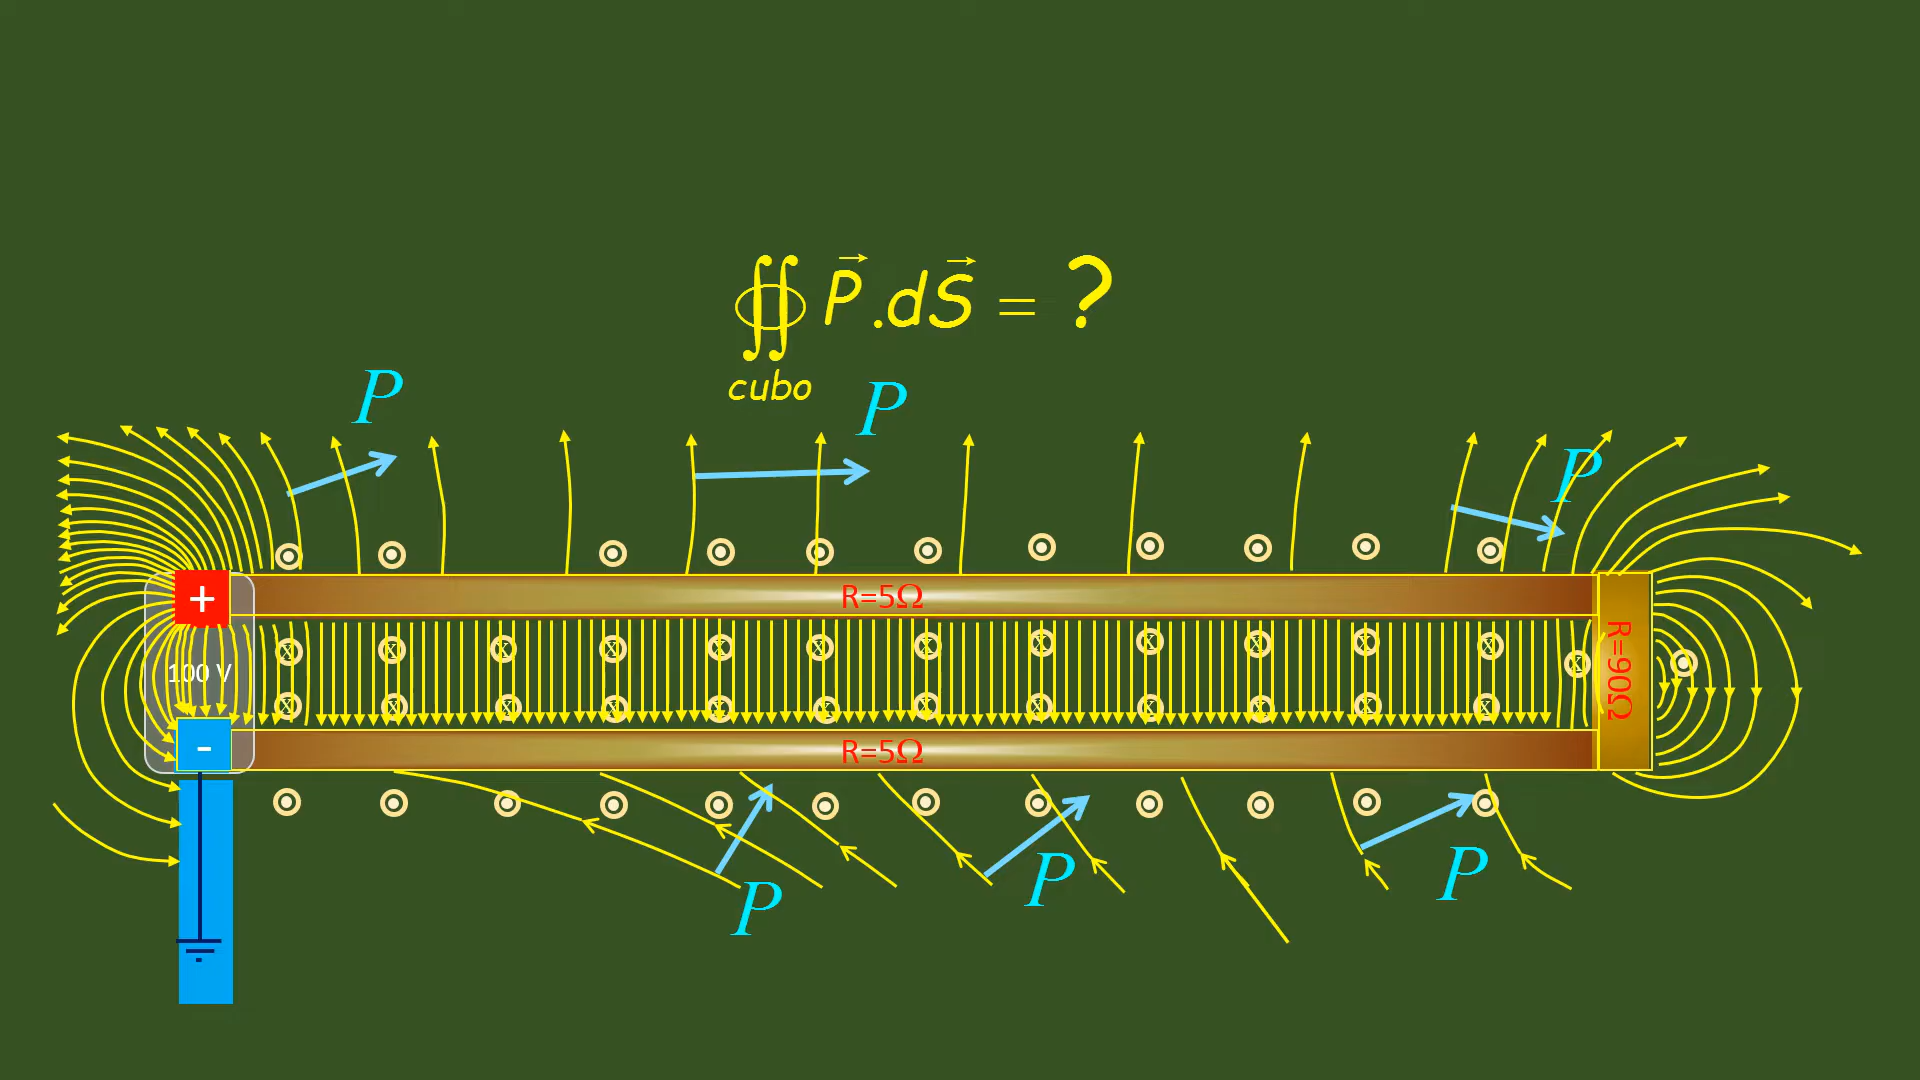 ∯ P⃗.dS⃗ = ?
cubo
P
P
P
+
R=5Ω
100 V
R=90Ω
-
R=5Ω
P
P
P